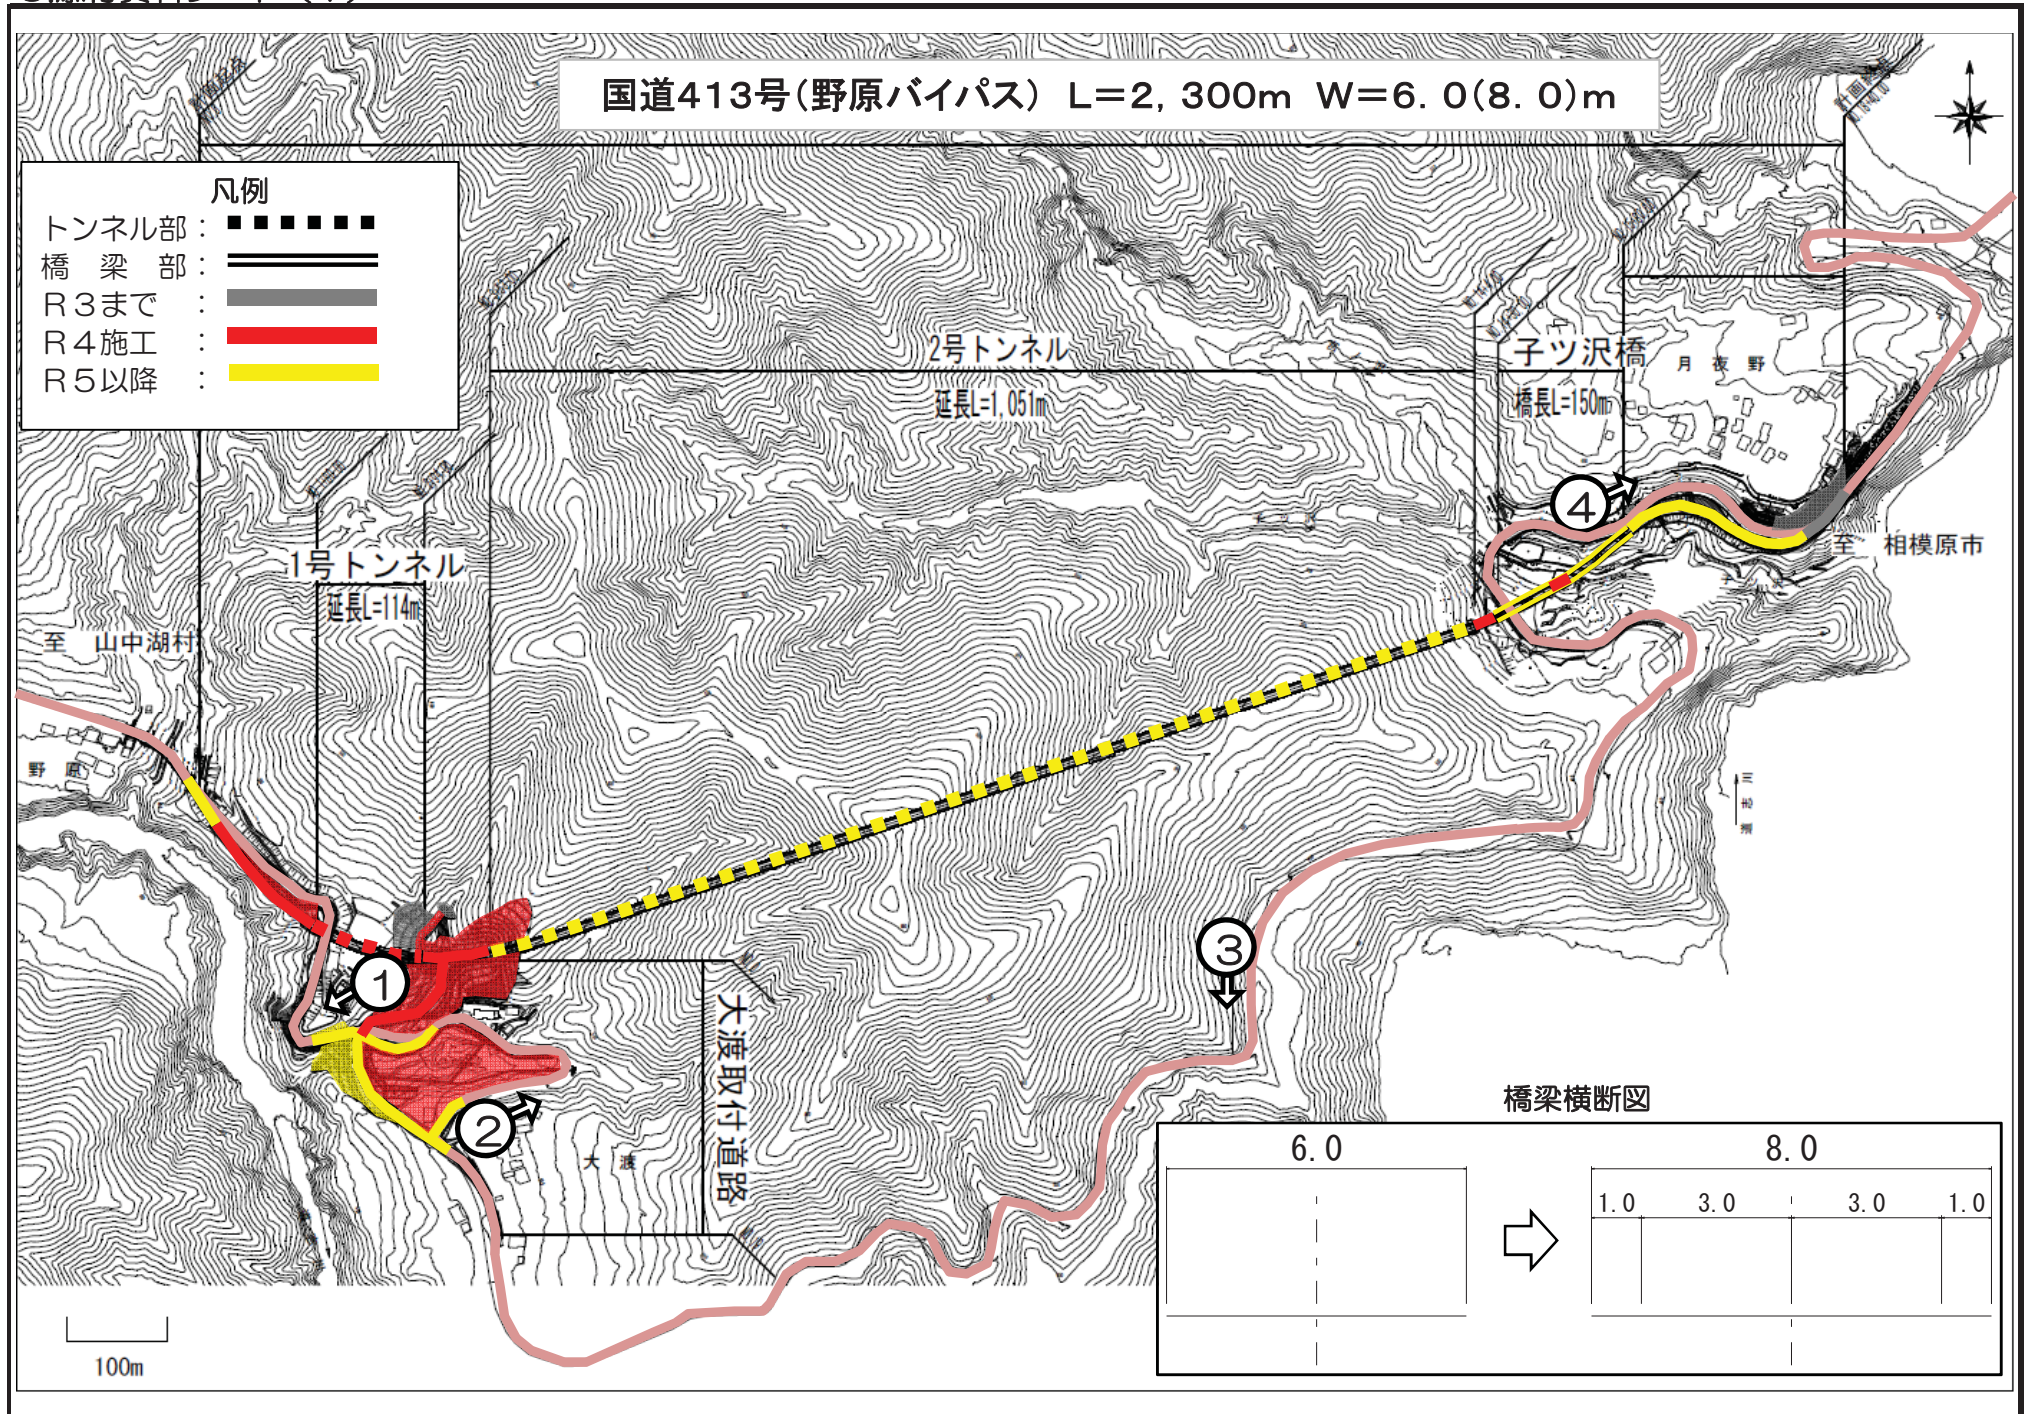 国道413号(野原バイパス) L=2,300m W=6.0(8.0)m
凡例
トンネル部：
橋 梁 部：
R3まで ：
R4施工 ：
R5以降 ：
2号トンネル
延長L=1,051m
子ツ沢橋
橋長L=150m
月 夜 野
④
至 相模原市
1号トンネル
延長L=114m
至 山中湖村
野 原
①
②
③
大 渡
大渡取付道路
道 志 川
橋梁横断図
6.0
8.0
1.0 3.0 3.0 1.0
100m